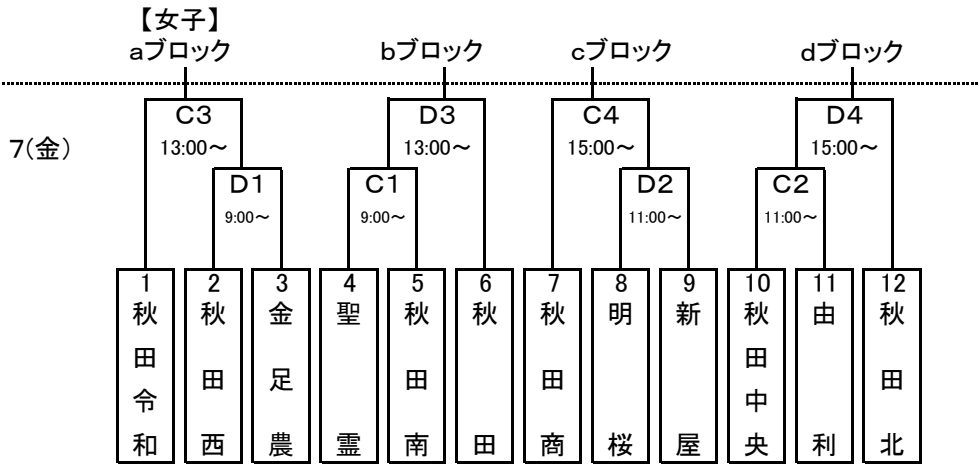 【女子】
aブロック
bブロック
cブロック
dブロック
7(金)
C3
13:00～
D3
13:00～
C4
15:00～
D4
15:00～
D1
9:00～
C1
9:00～
D2
11:00～
C2
11:00～
1
秋田令和
2
秋田西
3
金足農
4
聖霊
5
秋田南
6
秋田
7
秋田商
8
明桜
9
新屋
10
秋田中央
11
由利
12
秋田北